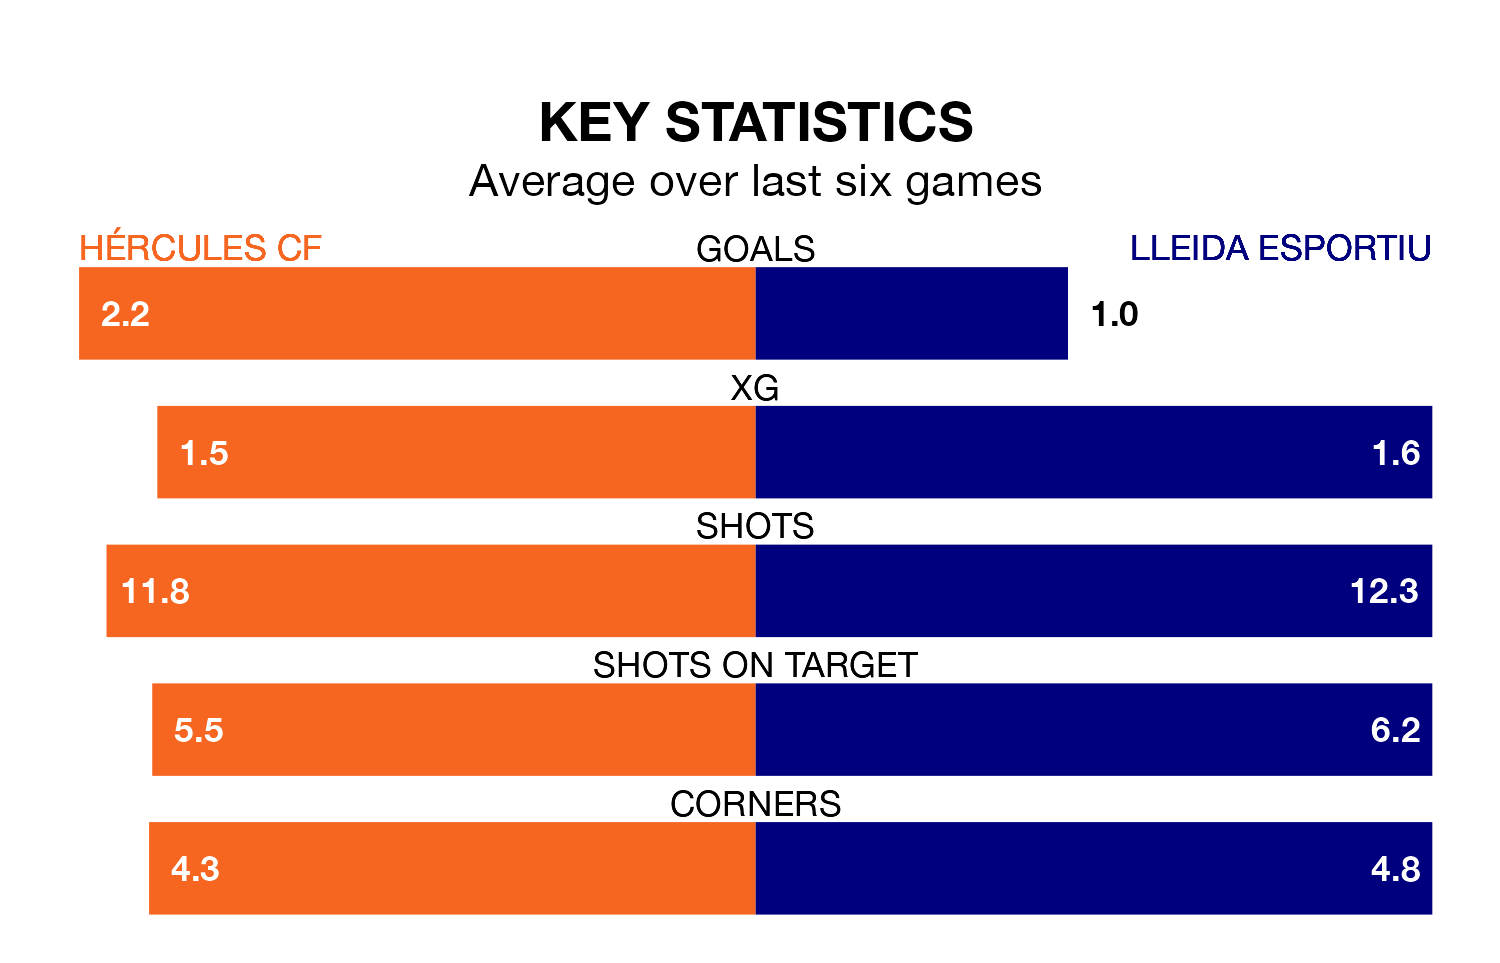 KEY STATISTICS
Average over last six games
HÉRCULES CF GOALS LLEIDA ESPORTIU
2.2 1.0
XG
1.5 1.6
SHOTS
11.8 12.3
SHOTS ON TARGET
5.5 6.2
CORNERS
4.3 4.8